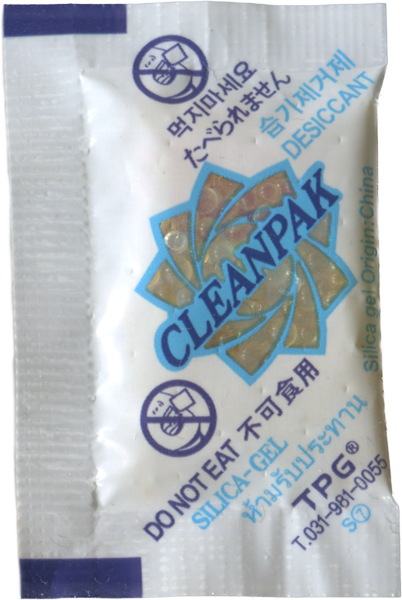 먹지마세요
たべられません
습기제거제
DESICCANT
CLEANPAK
Silica gel Origin:China
DO NOT EAT 不可食用
SILICA-GEL
ห้ามรับประทาน
TPG®
T.031-981-0055
S⑦